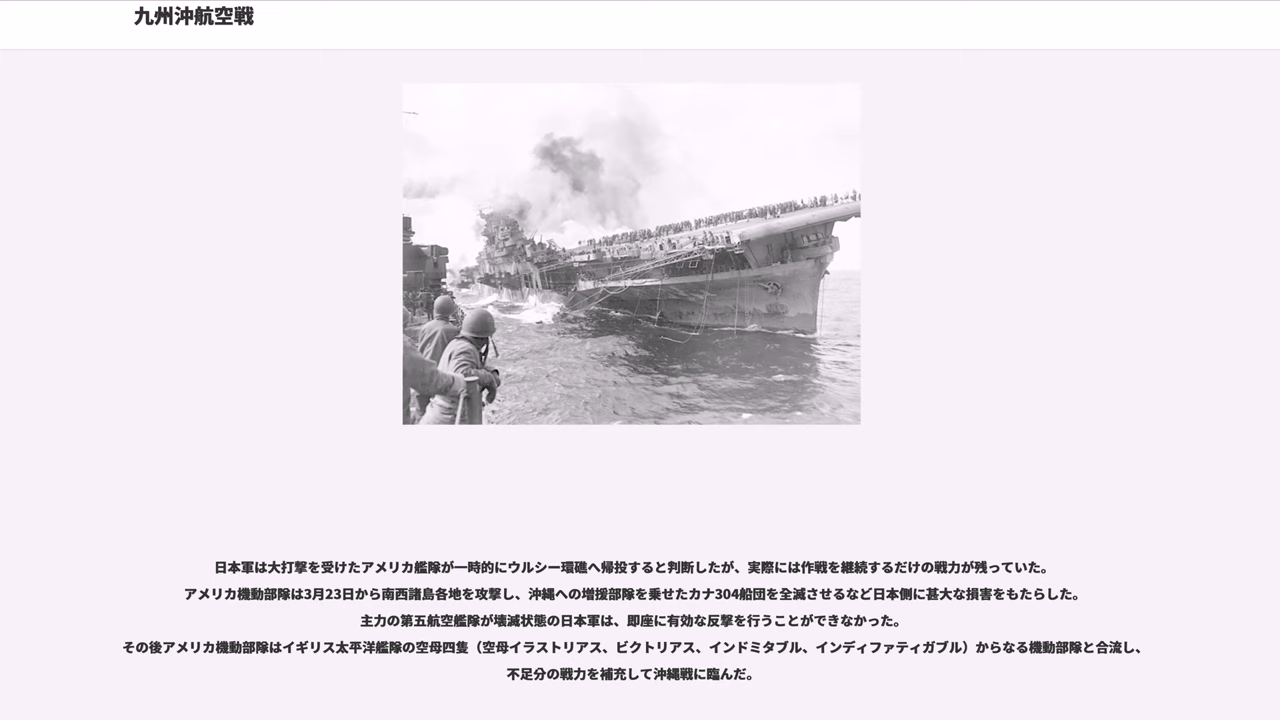 九州沖航空戦
日本軍は大打撃を受けたアメリカ艦隊が一時的にウルシー環礁へ帰投すると判断したが、実際には作戦を継続するだけの戦力が残っていた。
アメリカ機動部隊は3月23日から南西諸島各地を攻撃し、沖縄への増援部隊を乗せたカナ304船団を全滅させるなど日本側に甚大な損害をもたらした。
主力の第五航空艦隊が壊滅状態の日本軍は、即座に有効な反撃を行うことができなかった。
その後アメリカ機動部隊はイギリス太平洋艦隊の空母四隻（空母イラストリアス、ビクトリアス、インドミタブル、インディファティガブル）からなる機動部隊と合流し、
不足分の戦力を補充して沖縄戦に臨んだ。